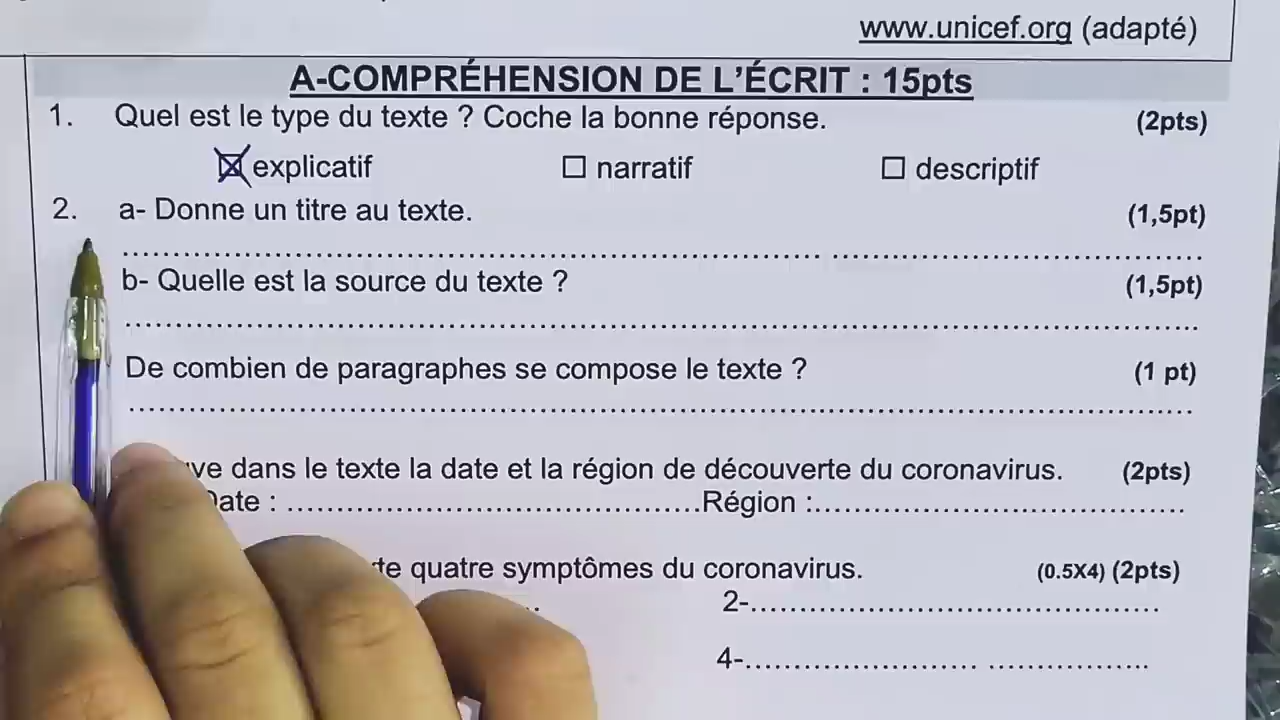 www.unicef.org (adapté)
A-COMPRÉHENSION DE L'ÉCRIT : 15pts
1. Quel est le type du texte ? Coche la bonne réponse. (2pts)
☒ explicatif ☐ narratif ☐ descriptif
2. a- Donne un titre au texte. (1,5pt)
b- Quelle est la source du texte ? (1,5pt)
De combien de paragraphes se compose le texte ? (1 pt)
dans le texte la date et la région de découverte du coronavirus. (2pts)
ate : ........................................Région :........................................
quatre symptômes du coronavirus. (0.5X4) (2pts)
2-........................................
4-........................................